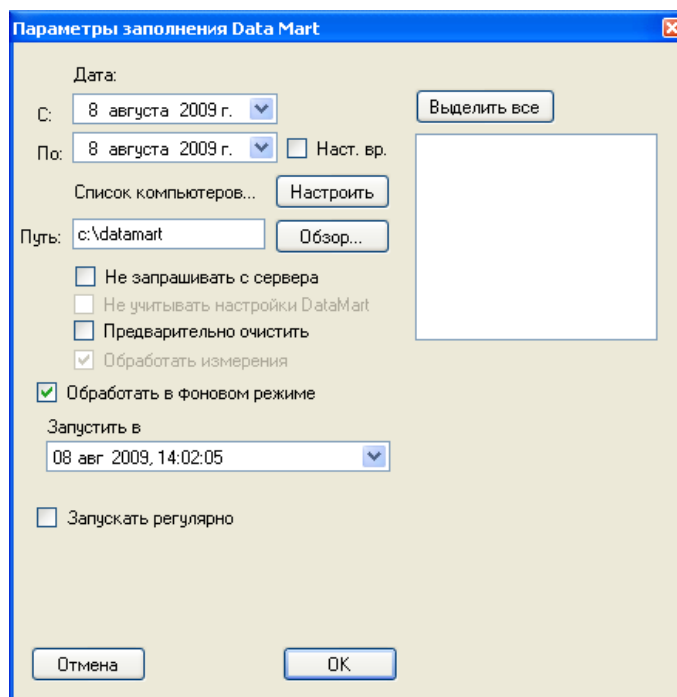 Параметры заполнения Data Mart
Дата:
С: 8 августа 2009 г.
Выделить все
По: 8 августа 2009 г. Наст. вр.
Список компьютеров... Настроить
Путь: c:\datamart Обзор...
Не запрашивать с сервера
Не учитывать настройки DataMart
Предварительно очистить
Обработать измерения
Обработать в фоновом режиме
Запустить в
08 авг 2009, 14:02:05
Запускать регулярно
Отмена OK